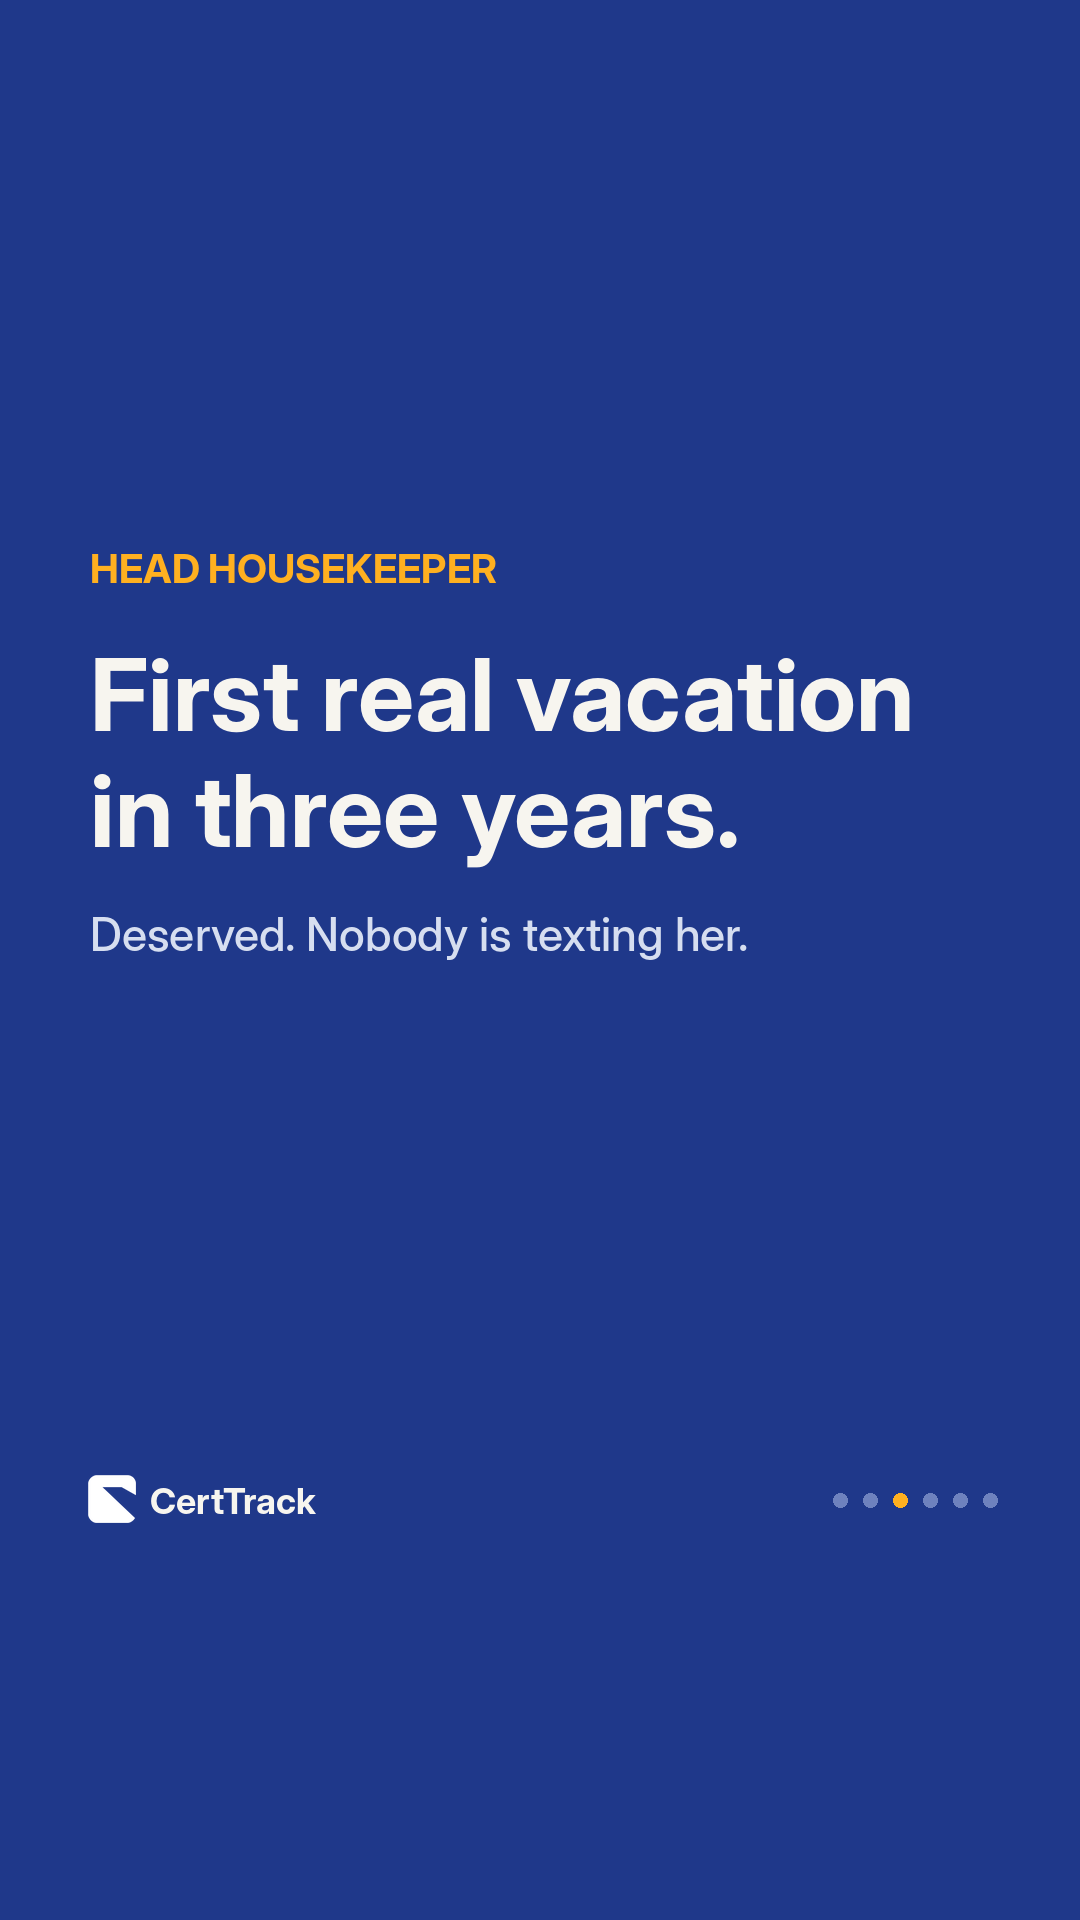 HEAD HOUSEKEEPER
First real vacation
in three years.
Deserved. Nobody is texting her.
CertTrack